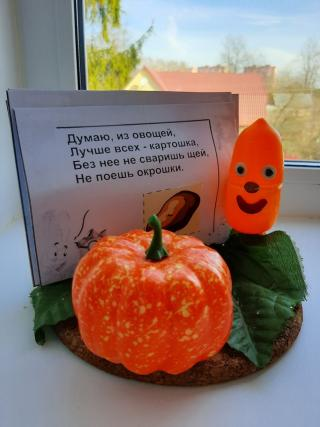 Думаю, из овощей,
Лучше всех - картошка,
Без нее не сваришь щей,
Не поешь окрошки.